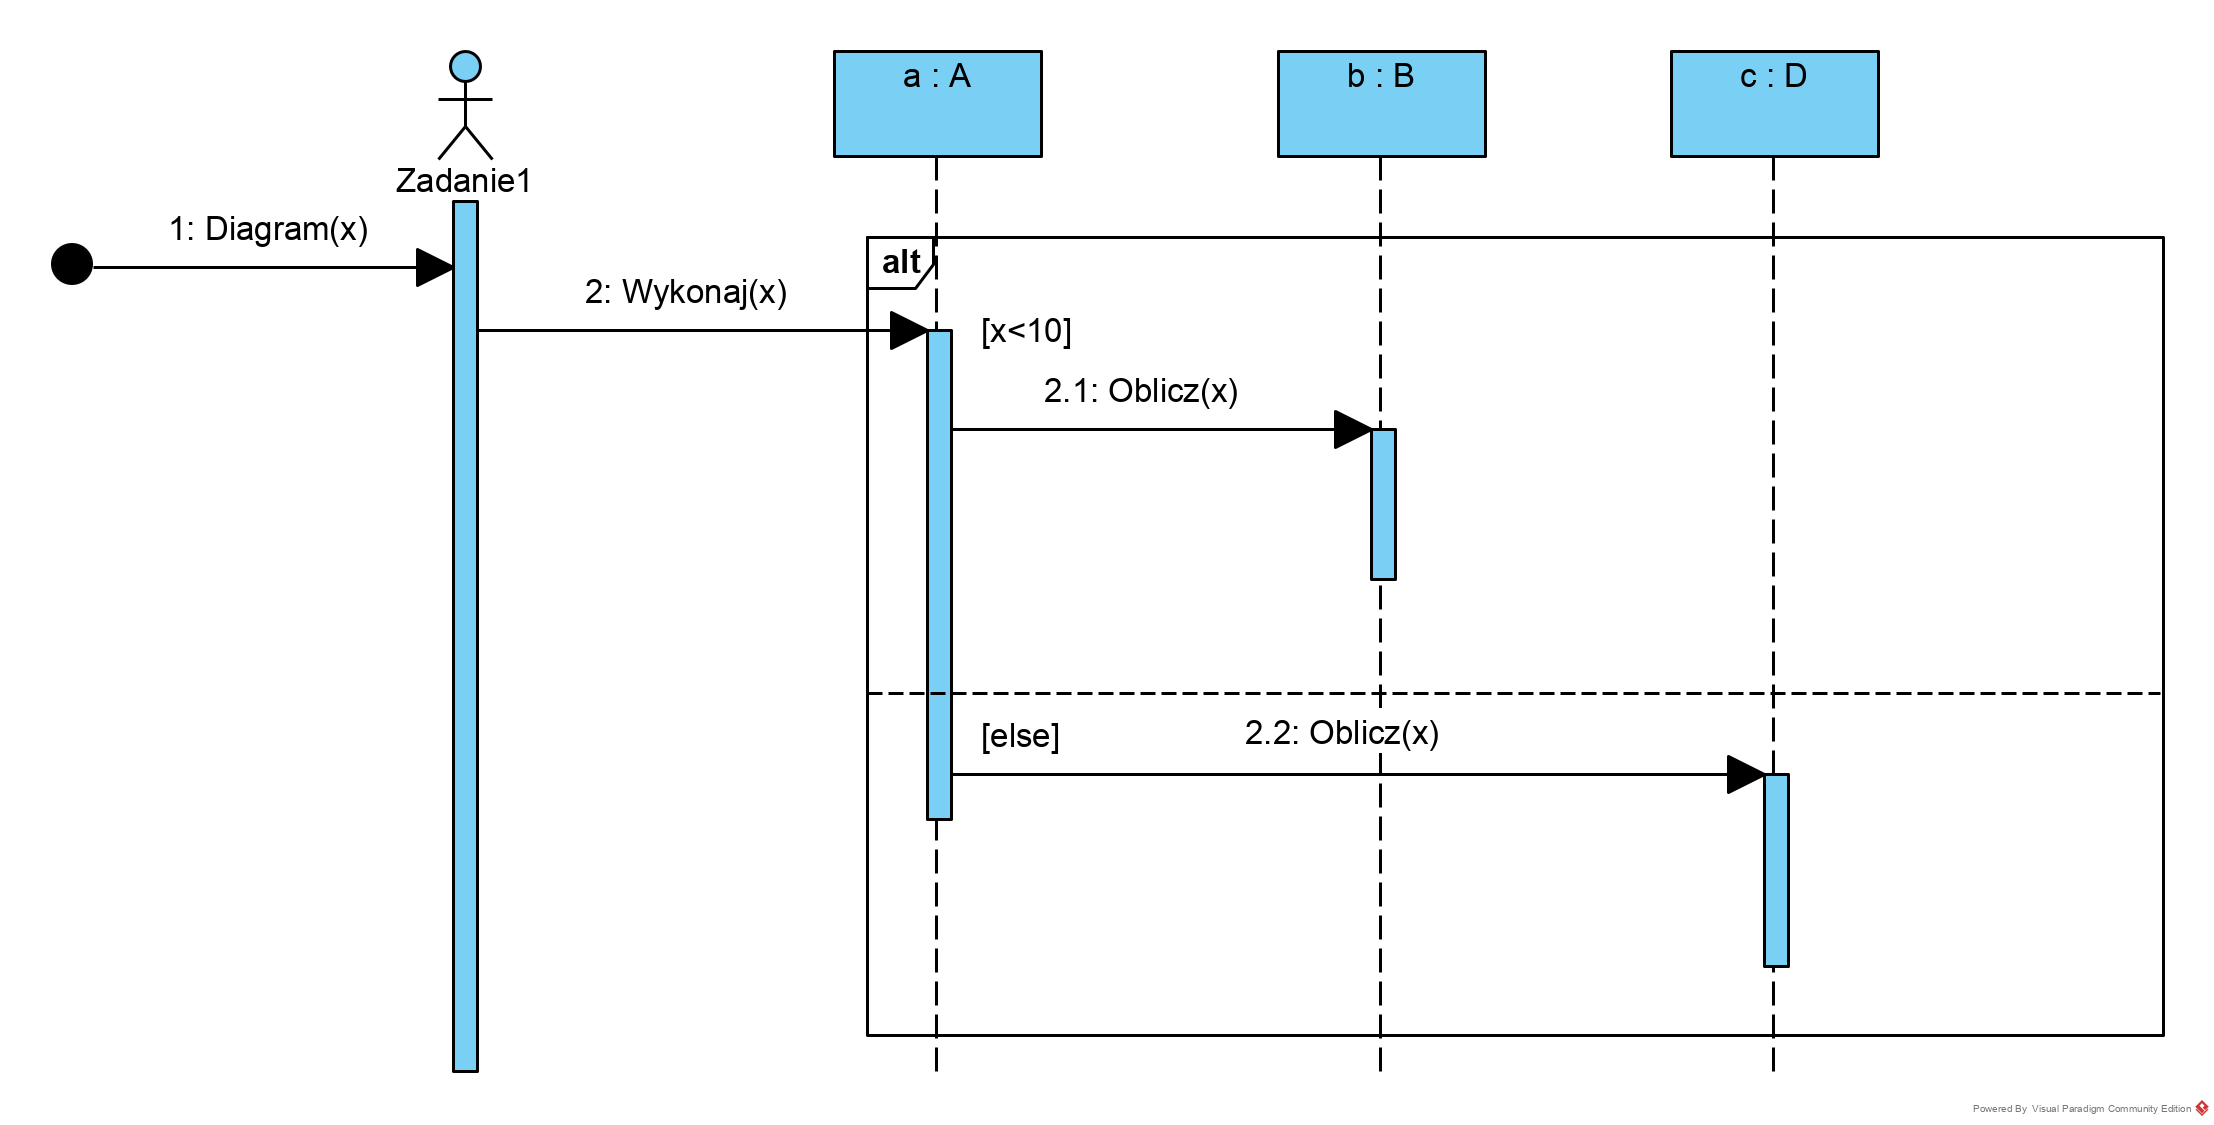 a : A
b : B
c : D
Zadanie1
1: Diagram(x)
alt
2: Wykonaj(x)
[x<10]
2.1: Oblicz(x)
[else]
2.2: Oblicz(x)
Powered By Visual Paradigm Community Edition